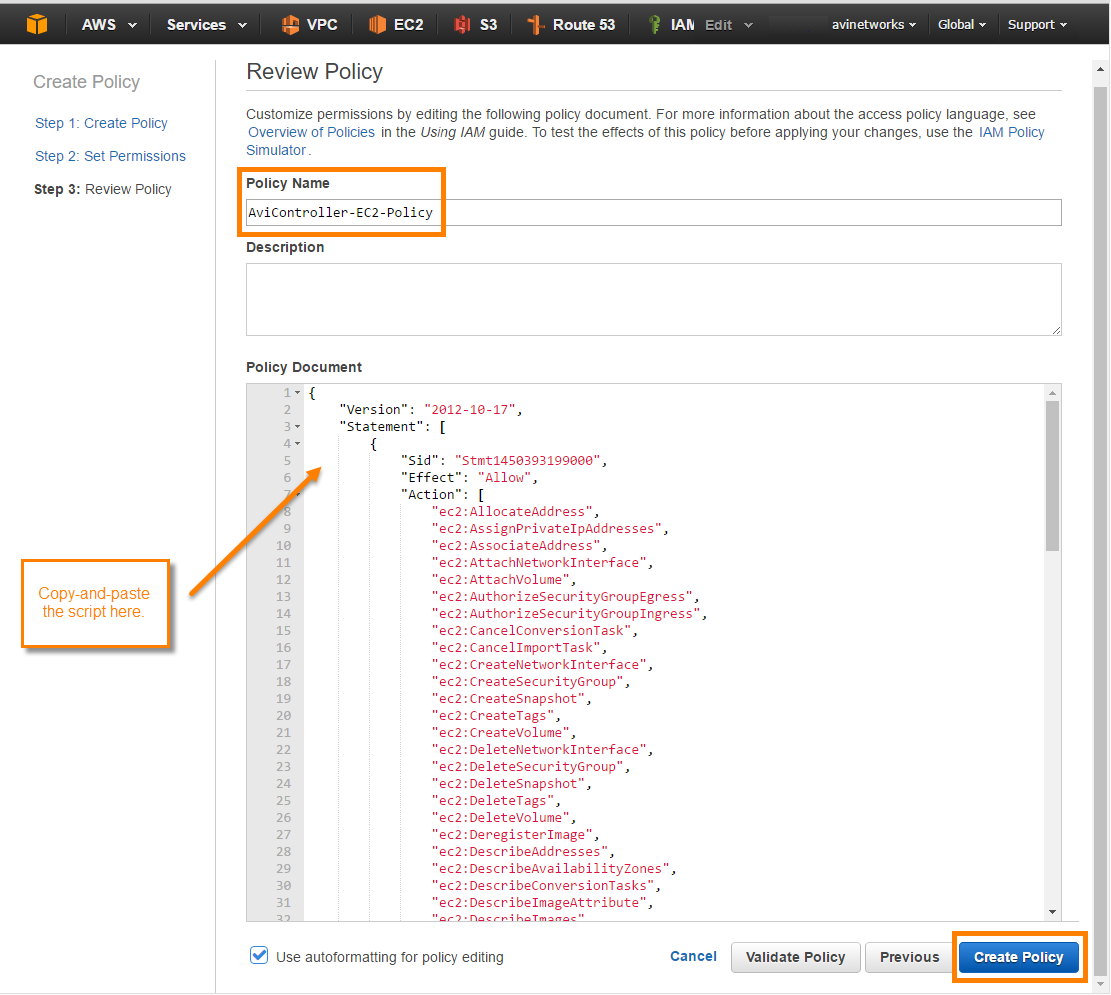 AWS Services VPC EC2 S3 Route 53 IAM Edit avinetworks Global Support
Create Policy
Step 1: Create Policy
Step 2: Set Permissions
Step 3: Review Policy
Review Policy
Customize permissions by editing the following policy document. For more information about the access policy language, see
Overview of Policies in the Using IAM guide. To test the effects of this policy before applying your changes, use the IAM Policy
Simulator.
Policy Name
AviController-EC2-Policy
Description
Policy Document
1 {
2 "Version": "2012-10-17",
3 "Statement": [
4 {
5 "Sid": "Stmt1450393199000",
6 "Effect": "Allow",
7 "Action": [
8 "ec2:AllocateAddress",
9 "ec2:AssignPrivateIpAddresses",
10 "ec2:AssociateAddress",
11 "ec2:AttachNetworkInterface",
12 "ec2:AttachVolume",
13 "ec2:AuthorizeSecurityGroupEgress",
14 "ec2:AuthorizeSecurityGroupIngress",
15 "ec2:CancelConversionTask",
16 "ec2:CancelImportTask",
17 "ec2:CreateNetworkInterface",
18 "ec2:CreateSecurityGroup",
19 "ec2:CreateSnapshot",
20 "ec2:CreateTags",
21 "ec2:CreateVolume",
22 "ec2:DeleteNetworkInterface",
23 "ec2:DeleteSecurityGroup",
24 "ec2:DeleteSnapshot",
25 "ec2:DeleteTags",
26 "ec2:DeleteVolume",
27 "ec2:DeregisterImage",
28 "ec2:DescribeAddresses",
29 "ec2:DescribeAvailabilityZones",
30 "ec2:DescribeConversionTasks",
31 "ec2:DescribeImageAttribute",
32 "ec2:DescribeImages"
Copy-and-paste
the script here.
Use autoformatting for policy editing
Cancel Validate Policy Previous Create Policy